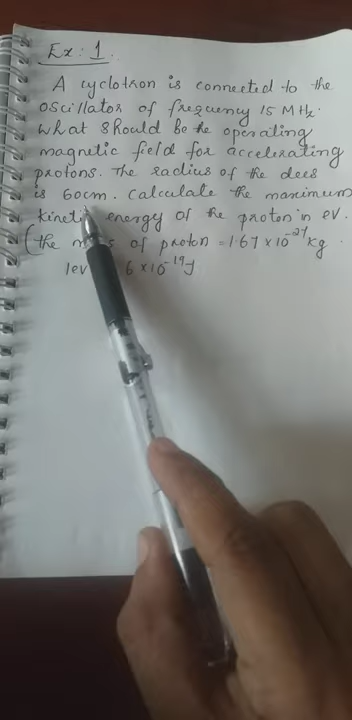 Ex: 1.
A cyclotron is connected to the
oscillator of frequency 15 MHz.
What should be the operating
magnetic field for accelerating
protons. The radius of the dees
is 60cm. Calculate the maximum
kinetic energy of the proton in ev.
(the of proton = 1.67 × 10⁻²⁷ kg
1ev 6 × 10⁻¹⁹ J